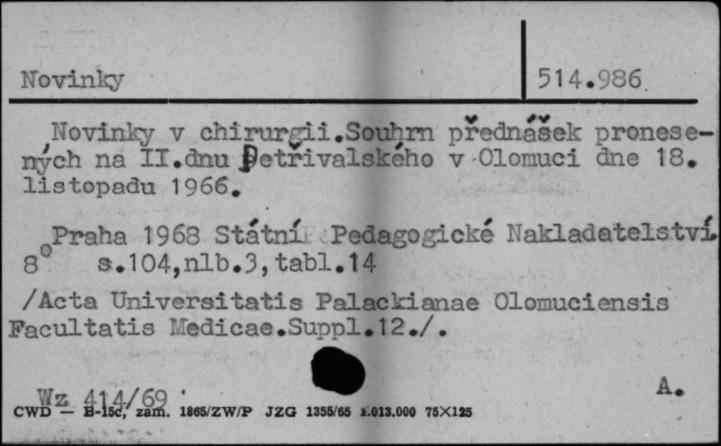 Novinky
514.986
Novinky v chirurgii.Souhrn přednášek pronese-
ných na II.dnu Petřivalského v Olomuci dne 18.
listopadu 1966.
Praha 1968 Státní Pedagogické Nakladatelství.
8° s.104,nlb.3,tabl.14
/Acta Universitatis Palackianae Olomuciensis
Facultatis Medicae.Suppl.12./.
Wz 414/69
A.
CWD — B-15c, zam. 1865/ZW/P JZG 1355/65 1.013.000 75X125